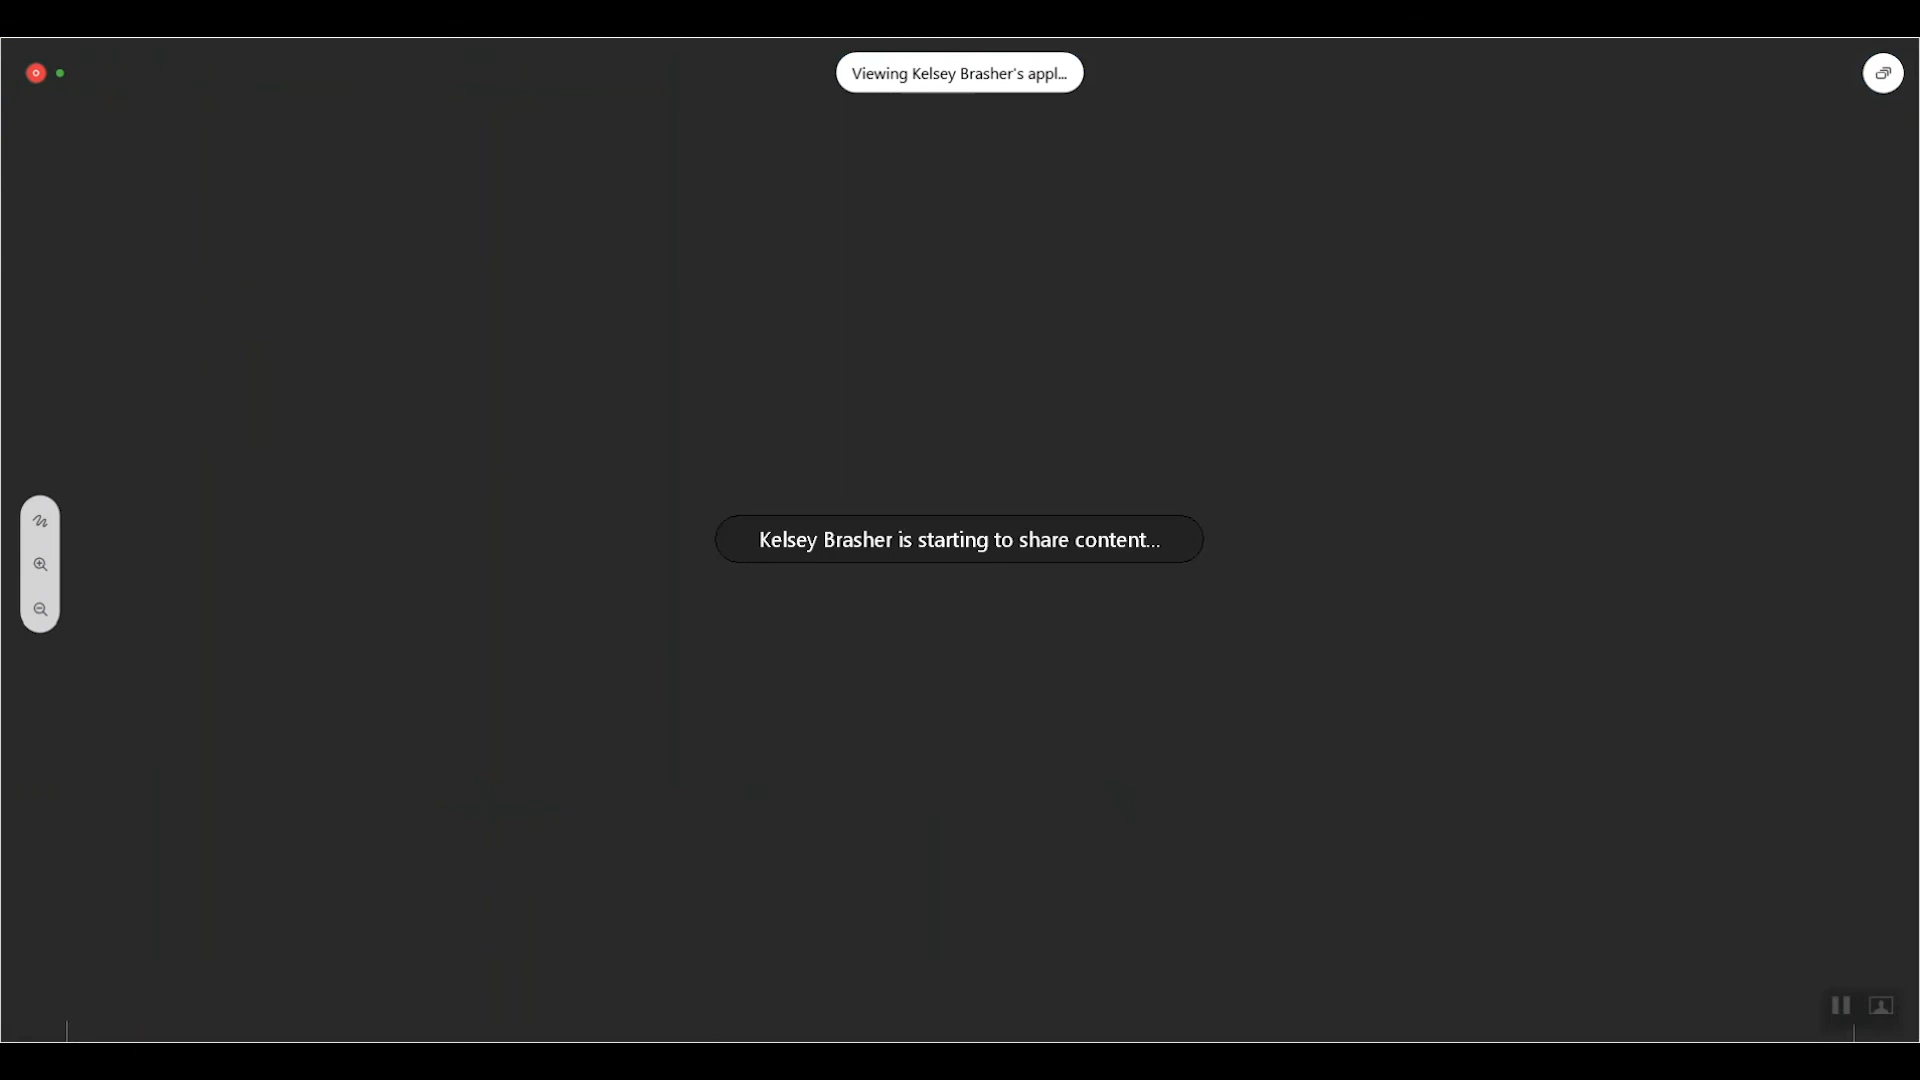 Viewing Kelsey Brasher's appl...
Kelsey Brasher is starting to share content...